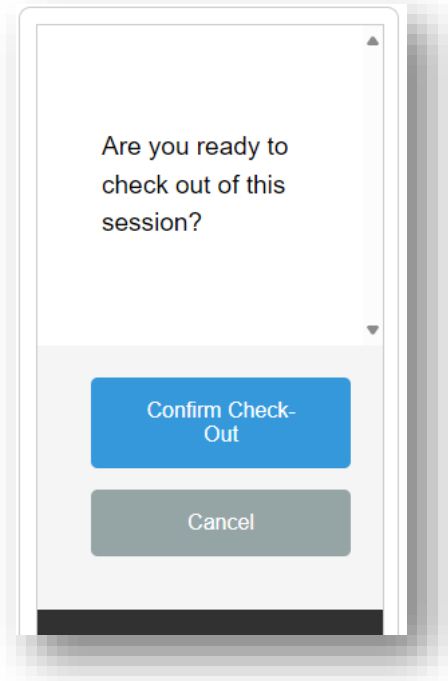 Are you ready to
check out of this
session?
Confirm Check-
Out
Cancel